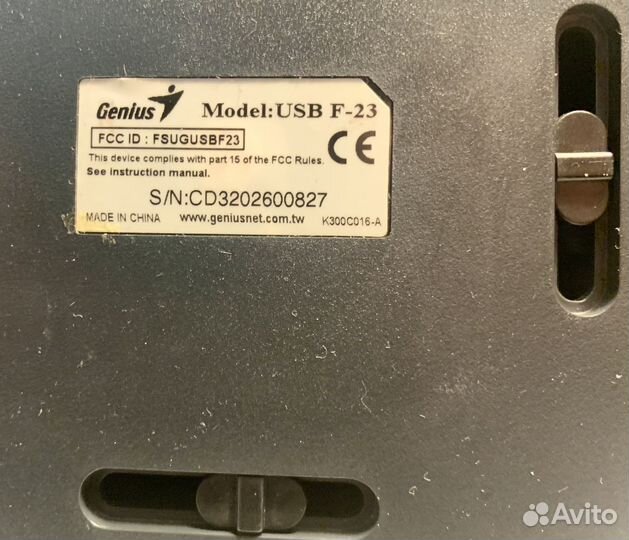 Genius Model:USB F-23
FCC ID : FSUGUSBF23
This device complies with part 15 of the FCC Rules.
See instruction manual.
CE
S/N:CD3202600827
MADE IN CHINA www.geniusnet.com.tw K300C016-A
Avito